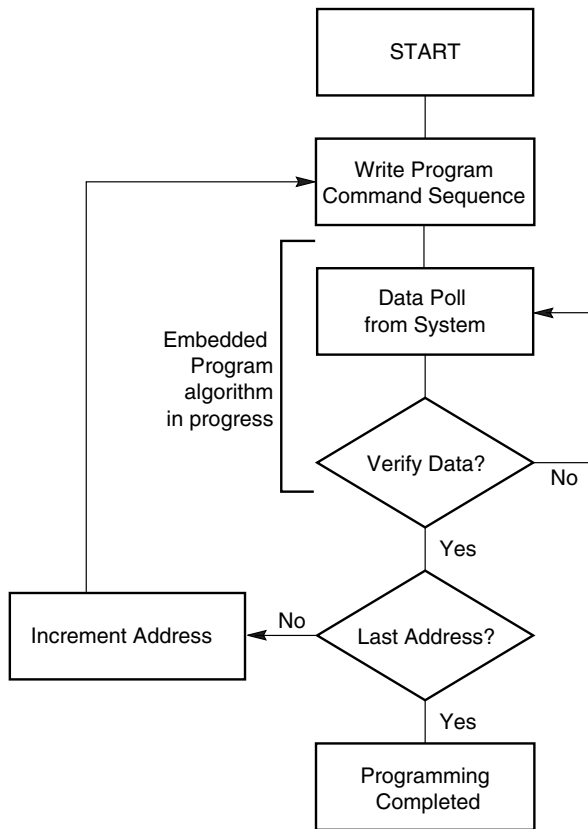 START
Write Program
Command Sequence
Data Poll
from System
Embedded
Program
algorithm
in progress
Verify Data?
No
Yes
Increment Address
No
Last Address?
Yes
Programming
Completed